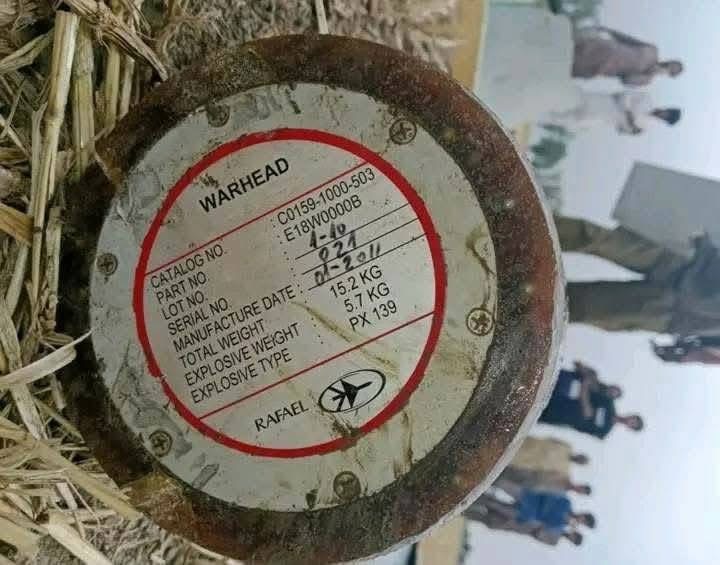 WARHEAD
CATALOG NO. : C0159-1000-503
PART NO. : E18W0000B
LOT NO. : 1-10
SERIAL NO. : 021
MANUFACTURE DATE : 01-2011
TOTAL WEIGHT : 15.2 KG
EXPLOSIVE WEIGHT : 5.7 KG
EXPLOSIVE TYPE : PX 139
RAFAEL